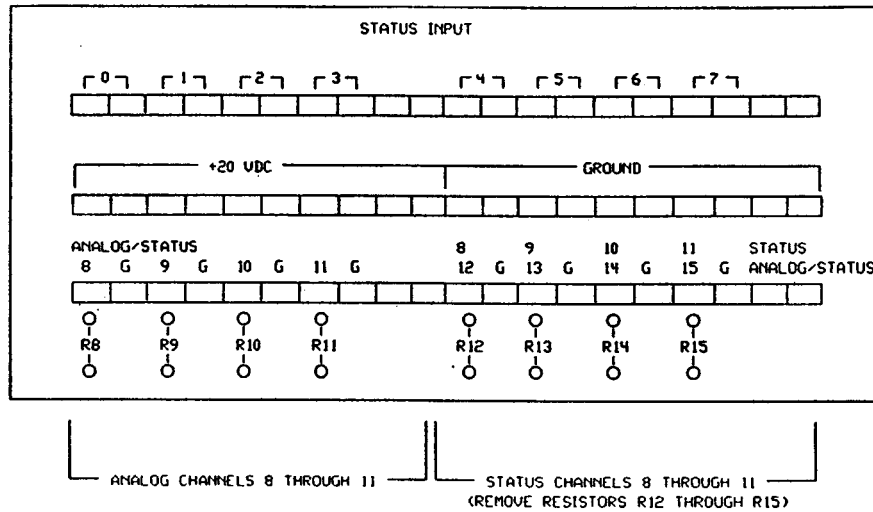 STATUS INPUT
0 1 2 3 4 5 6 7
+20 VDC GROUND
8 9 10 11 STATUS
ANALOG/STATUS
8 G 9 G 10 G 11 G 12 G 13 G 14 G 15 G ANALOG/STATUS
R8 R9 R10 R11 R12 R13 R14 R15
ANALOG CHANNELS 8 THROUGH 11 STATUS CHANNELS 8 THROUGH 11
(REMOVE RESISTORS R12 THROUGH R15)